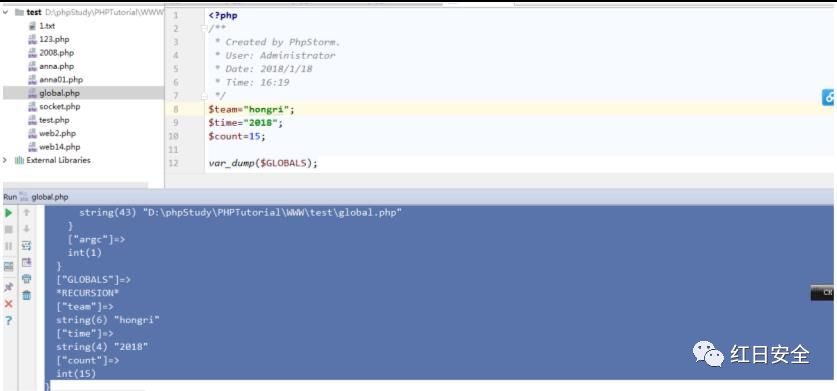 test D:\phpStudy\PHPTutorial\WWW
1.txt
123.php
2008.php
anna.php
anna01.php
global.php
socket.php
test.php
web2.php
web14.php
External Libraries
1 <?php
2 /**
3 * Created by PhpStorm.
4 * User: Administrator
5 * Date: 2018/1/18
6 * Time: 16:19
7 */
8 $team="hongri";
9 $time="2018";
10 $count=15;
11
12 var_dump($GLOBALS);
Run global.php
string(43) "D:\phpStudy\PHPTutorial\WWW\test\global.php"
}
["argc"]=>
int(1)
}
["GLOBALS"]=>
*RECURSION*
["team"]=>
string(6) "hongri"
["time"]=>
string(4) "2018"
["count"]=>
int(15)
}
CH
红日安全